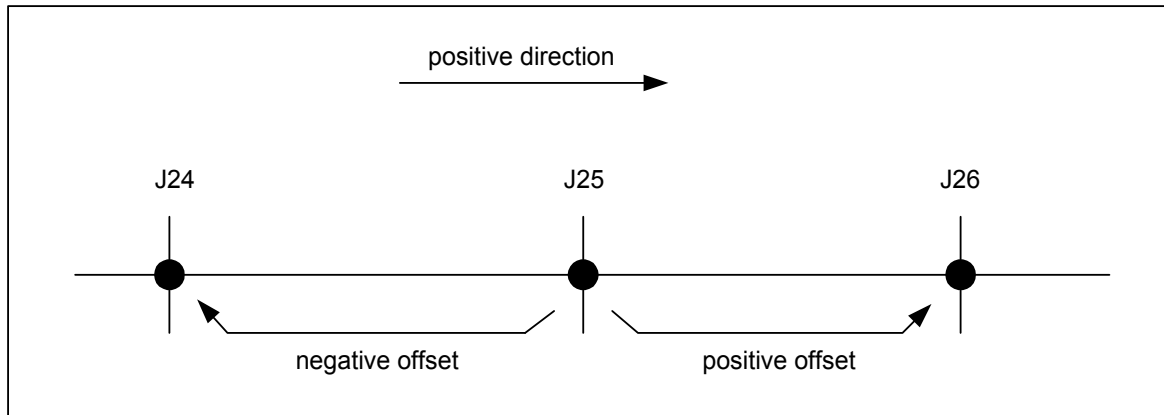 positive direction
J24
J25
J26
negative offset
positive offset